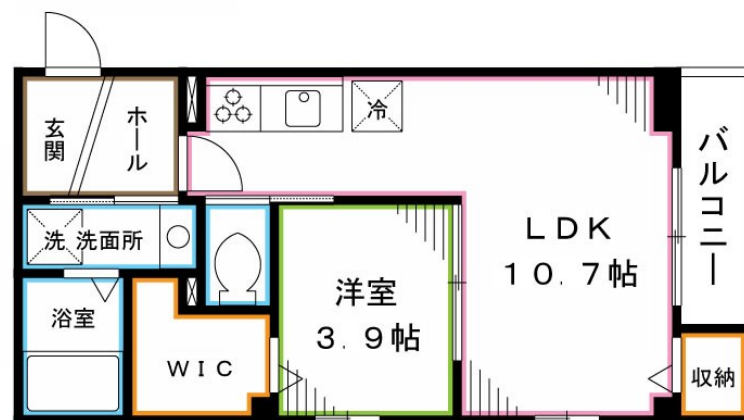 玄関
ホール
冷
バルコニー
LDK
10.7帖
洗 洗面所
洋室
3.9帖
浴室
WIC
収納